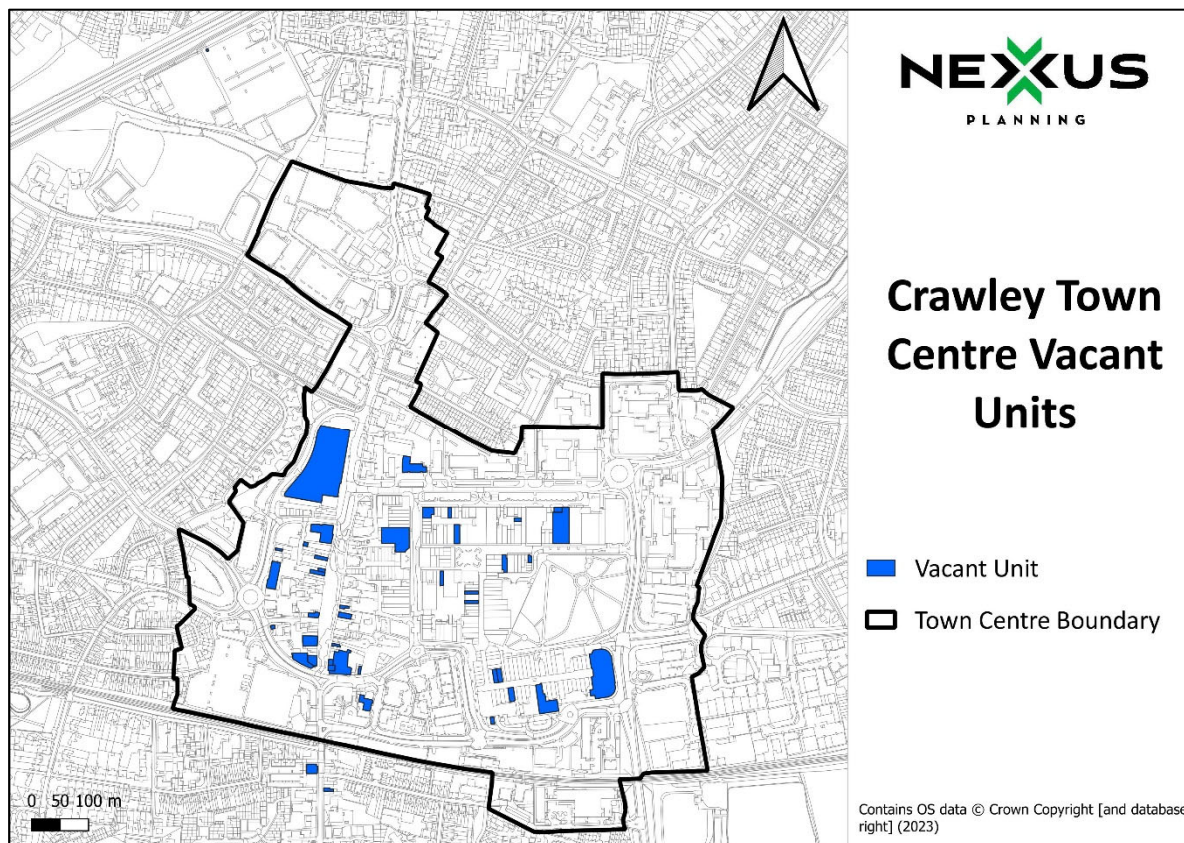 NEXUS
PLANNING
Crawley Town
Centre Vacant
Units
Vacant Unit
Town Centre Boundary
0 50 100 m
Contains OS data © Crown Copyright [and database
right] (2023)